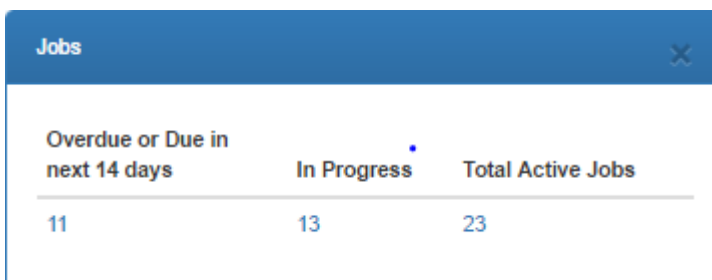 Jobs
Overdue or Due in
next 14 days
In Progress
Total Active Jobs
11
13
23